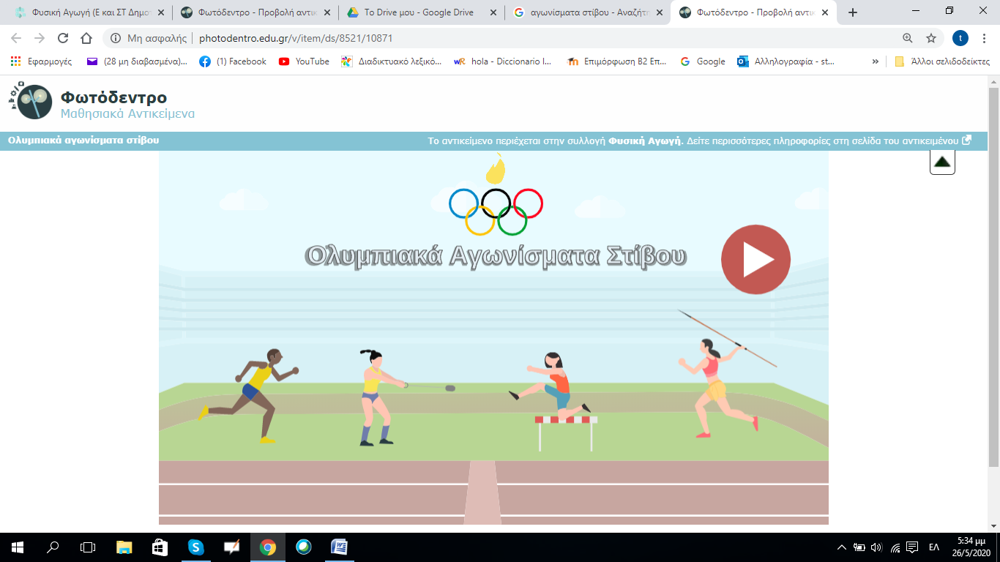 Φυσική Αγωγή (Ε και ΣΤ Δημοτ
Φωτόδεντρο - Προβολή αντικ
Το Drive μου - Google Drive
αγωνίσματα στίβου - Αναζήτη
Φωτόδεντρο - Προβολή αντικ
Μη ασφαλής
photodentro.edu.gr/v/item/ds/8521/10871
t
Εφαρμογές
(28 μη διαβασμένα)...
(1) Facebook
YouTube
Διαδικτυακό λεξικό...
wR
hola - Diccionario I...
Επιμόρφωση Β2 Επ...
Google
Αλληλογραφία - st...
»
Άλλοι σελιδοδείκτες
Φωτόδεντρο
Μαθησιακά Αντικείμενα
Ολυμπιακά αγωνίσματα στίβου
Το αντικείμενο περιέχεται στην συλλογή Φυσική Αγωγή. Δείτε περισσότερες πληροφορίες στη σελίδα του αντικειμένου
Ολυμπιακά Αγωνίσματα Στίβου
ΕΛ
5:34 μμ
26/5/2020